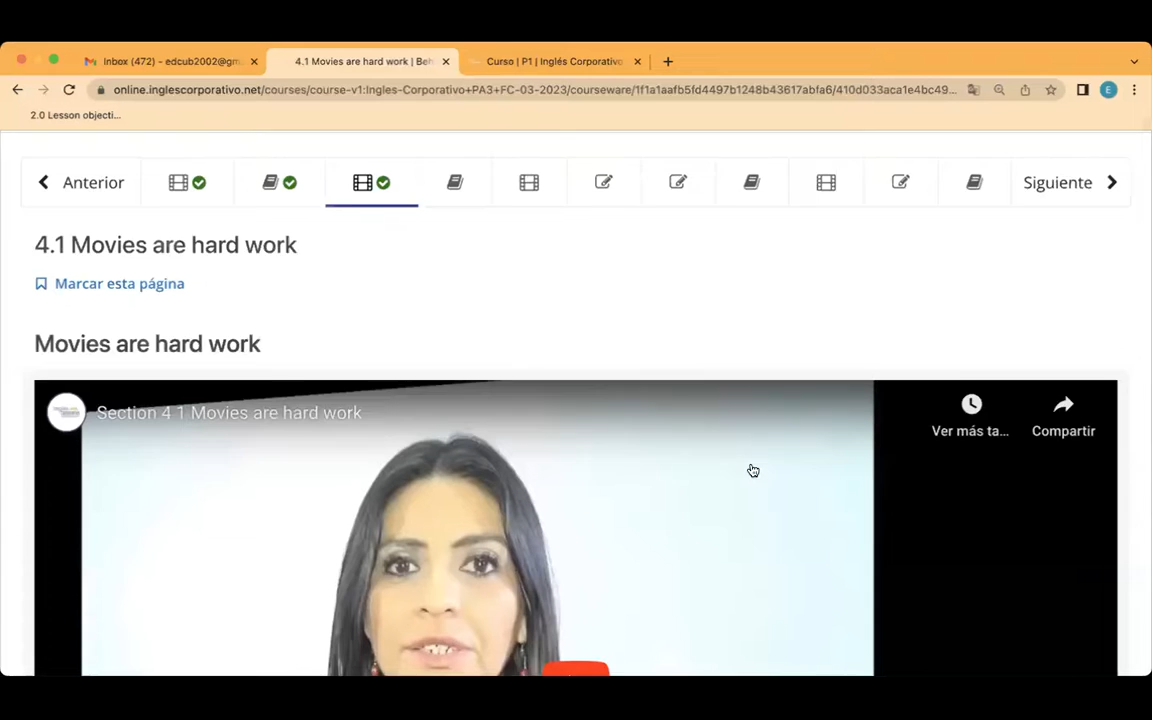 Inbox (472) - edcub2002@gm
4.1 Movies are hard work | Beh
Curso | P1 | Inglés Corporativo
online.inglescorporativo.net/courses/course-v1:Ingles-Corporativo+PA3+FC-03-2023/courseware/1f1a1aafb5fd4497b1248b43617abfa6/410d033aca1e4bc49...
E
2.0 Lesson objecti...
Anterior
Siguiente
4.1 Movies are hard work
Marcar esta página
Movies are hard work
Section 4 1 Movies are hard work
Ver más ta...
Compartir